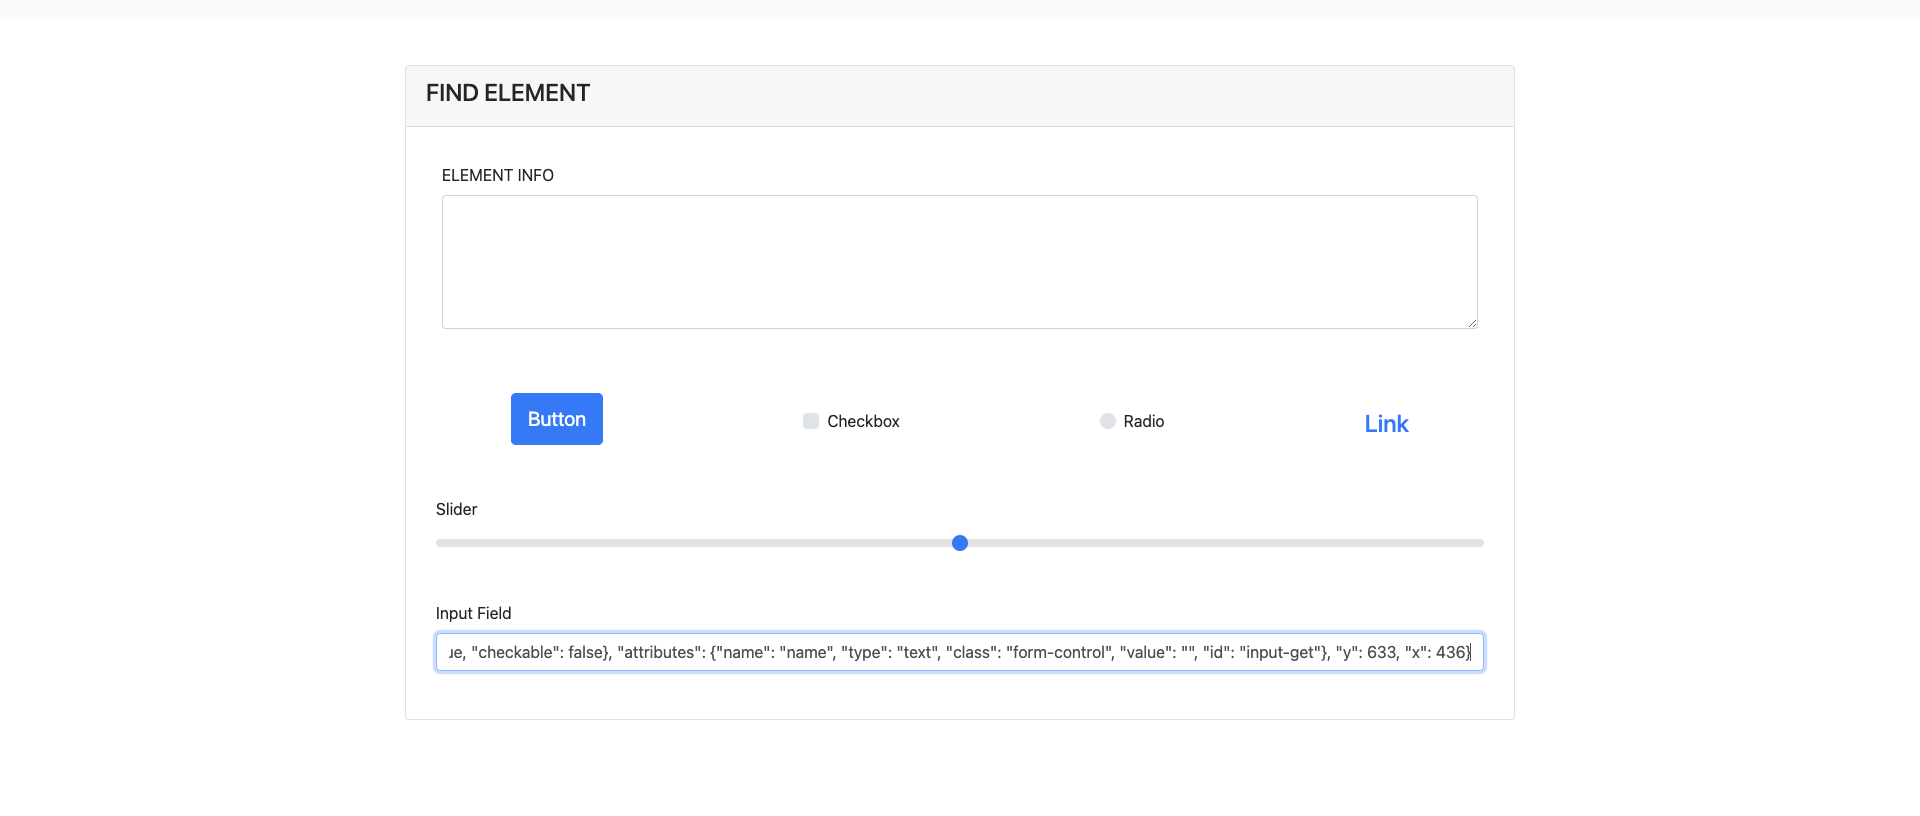 FIND ELEMENT
ELEMENT INFO
Button
Checkbox
Radio
Link
Slider
Input Field
"checkable": false}, "attributes": {"name": "name", "type": "text", "class": "form-control", "value": "", "id": "input-get"}, "y": 633, "x": 436}